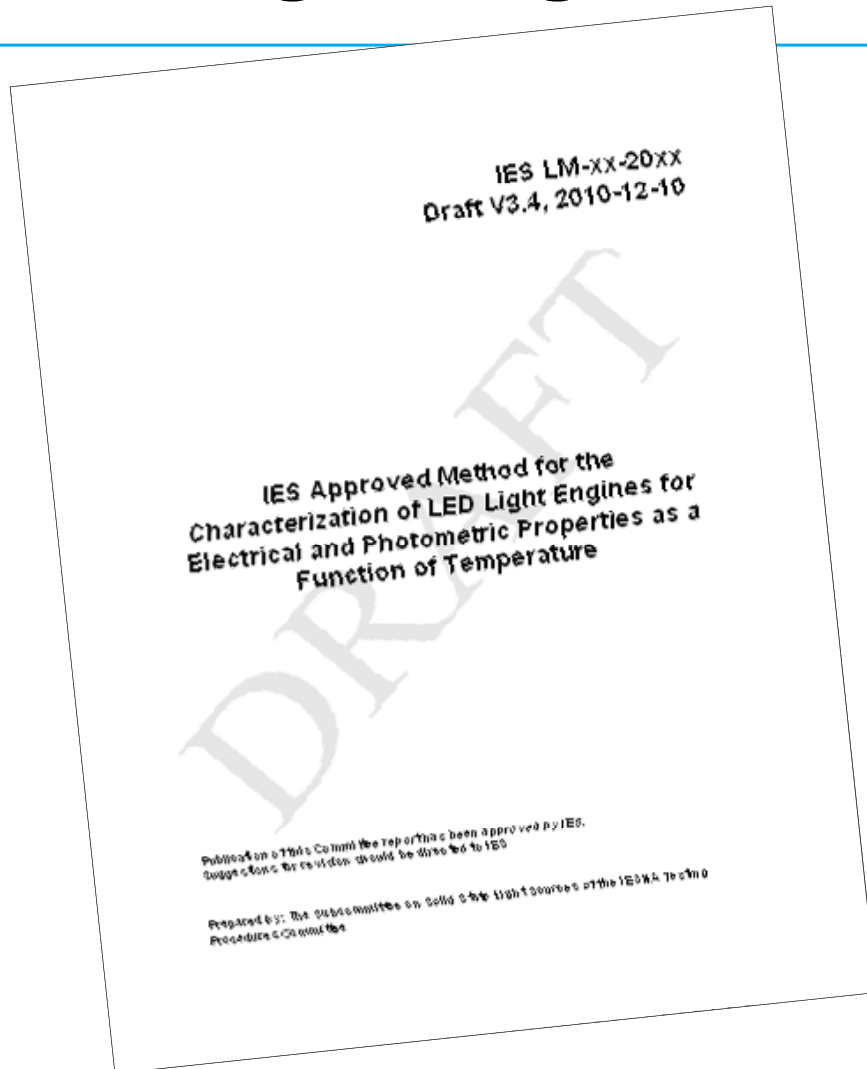 IES LM-xx-20xx
Draft V3.4, 2010-12-10
DRAFT
IES Approved Method for the
Characterization of LED Light Engines for
Electrical and Photometric Properties as a
Function of Temperature
Publication of this Committee report has been approved by IES.
Suggestions for revision should be directed to IES
Prepared by: The Subcommittee on Solid State Light Sources of the IESNA Testing
Procedures Committee